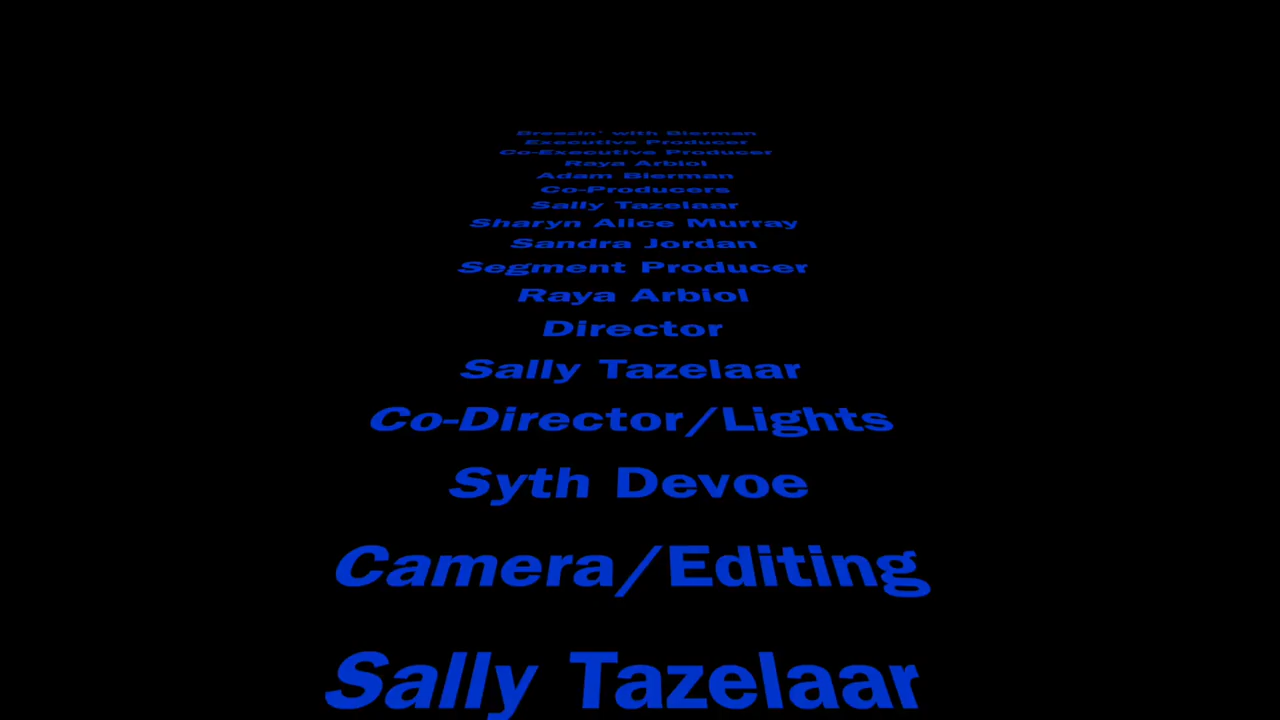 Breezin' with Bierman
Executive Producer
Co-Executive Producer
Raya Arbiol
Adam Bierman
Co-Producers
Sally Tazelaar
Sharyn Alice Murray
Sandra Jordan
Segment Producer
Raya Arbiol
Director
Sally Tazelaar
Co-Director/Lights
Syth Devoe
Camera/Editing
Sally Tazelaar